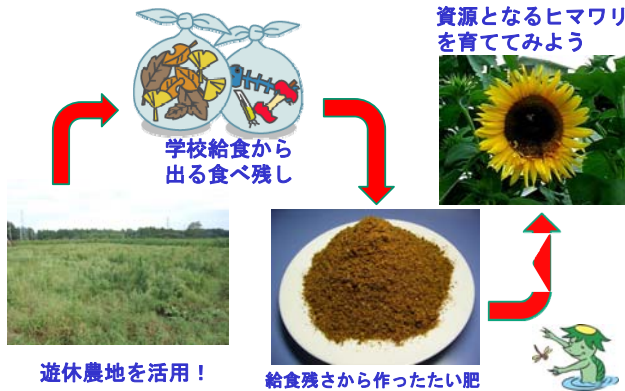 資源となるヒマワリ
を育ててみよう
学校給食から
出る食べ残し
遊休農地を活用！
給食残さから作ったたい肥